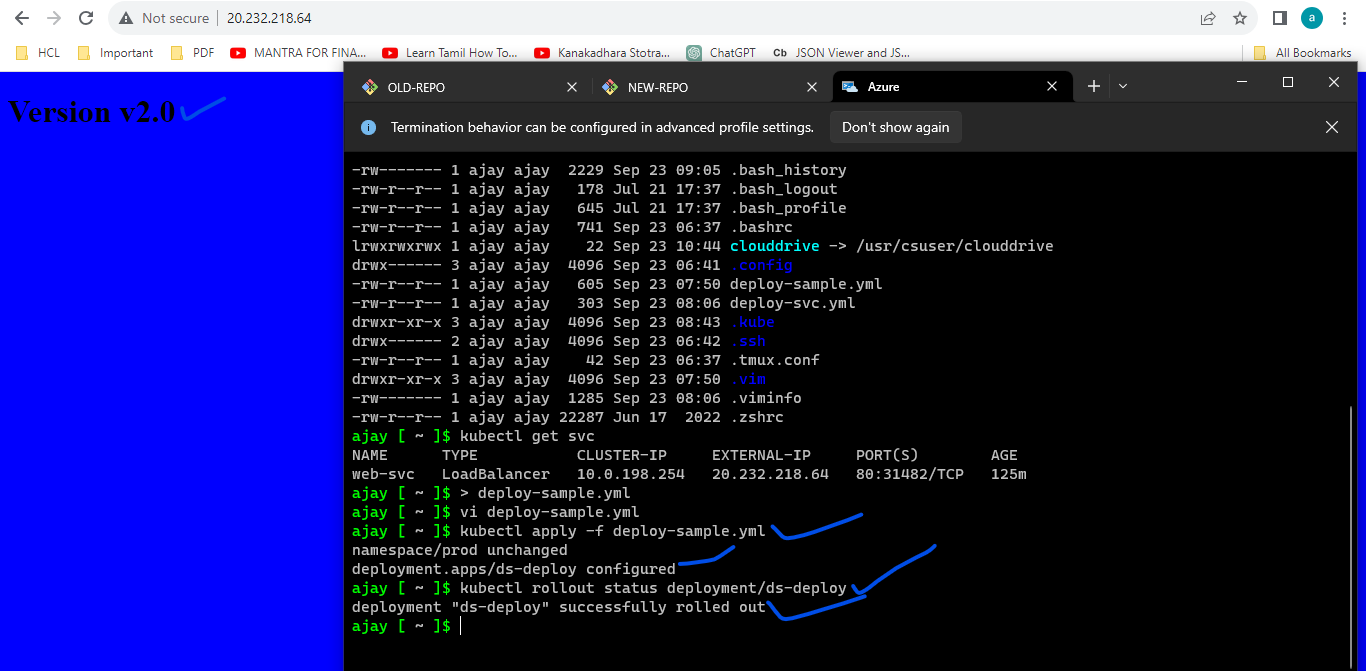 Not secure
20.232.218.64
a
HCL
Important
PDF
MANTRA FOR FINA...
Learn Tamil How To...
Kanakadhara Stotra...
ChatGPT
Cb JSON Viewer and JS...
All Bookmarks
Version v2.0
OLD-REPO
NEW-REPO
Azure
Termination behavior can be configured in advanced profile settings.
Don't show again
-rw------- 1 ajay ajay  2229 Sep 23 09:05 .bash_history
-rw-r--r-- 1 ajay ajay   178 Jul 21 17:37 .bash_logout
-rw-r--r-- 1 ajay ajay   645 Jul 21 17:37 .bash_profile
-rw-r--r-- 1 ajay ajay   741 Sep 23 06:37 .bashrc
lrwxrwxrwx 1 ajay ajay    22 Sep 23 10:44 clouddrive -> /usr/csuser/clouddrive
drwx------ 3 ajay ajay  4096 Sep 23 06:41 .config
-rw-r--r-- 1 ajay ajay   605 Sep 23 07:50 deploy-sample.yml
-rw-r--r-- 1 ajay ajay   303 Sep 23 08:06 deploy-svc.yml
drwxr-xr-x 3 ajay ajay  4096 Sep 23 08:43 .kube
drwx------ 2 ajay ajay  4096 Sep 23 06:42 .ssh
-rw-r--r-- 1 ajay ajay    42 Sep 23 06:37 .tmux.conf
drwxr-xr-x 3 ajay ajay  4096 Sep 23 07:50 .vim
-rw------- 1 ajay ajay  1285 Sep 23 08:06 .viminfo
-rw-r--r-- 1 ajay ajay 22287 Jun 17  2022 .zshrc
ajay [ ~ ]$ kubectl get svc
NAME      TYPE           CLUSTER-IP     EXTERNAL-IP     PORT(S)        AGE
web-svc   LoadBalancer   10.0.198.254   20.232.218.64   80:31482/TCP   125m
ajay [ ~ ]$ > deploy-sample.yml
ajay [ ~ ]$ vi deploy-sample.yml
ajay [ ~ ]$ kubectl apply -f deploy-sample.yml
namespace/prod unchanged
deployment.apps/ds-deploy configured
ajay [ ~ ]$ kubectl rollout status deployment/ds-deploy
deployment "ds-deploy" successfully rolled out
ajay [ ~ ]$